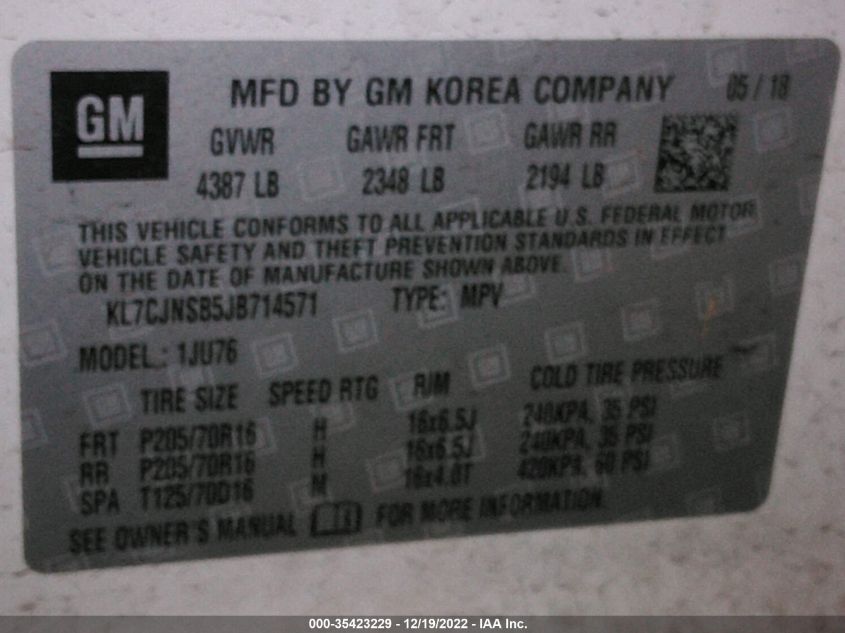 GM
MFD BY GM KOREA COMPANY 05/18
GVWR GAWR FRT GAWR RR
4387 LB 2348 LB 2194 LB
THIS VEHICLE CONFORMS TO ALL APPLICABLE U.S. FEDERAL MOTOR
VEHICLE SAFETY AND THEFT PREVENTION STANDARDS IN EFFECT
ON THE DATE OF MANUFACTURE SHOWN ABOVE.
KL7CJNSB5JB714571 TYPE: MPV
MODEL: 1JU76
TIRE SIZE SPEED RTG RIM COLD TIRE PRESSURE
FRT P205/70R16 H 16x6.5J 240KPA, 35 PSI
RR P205/70R16 H 16x6.5J 240KPA, 35 PSI
SPA T125/70D16 M 16x4.0T 420KPA, 60 PSI
SEE OWNER'S MANUAL FOR MORE INFORMATION.
000-35423229 - 12/19/2022 - IAA Inc.